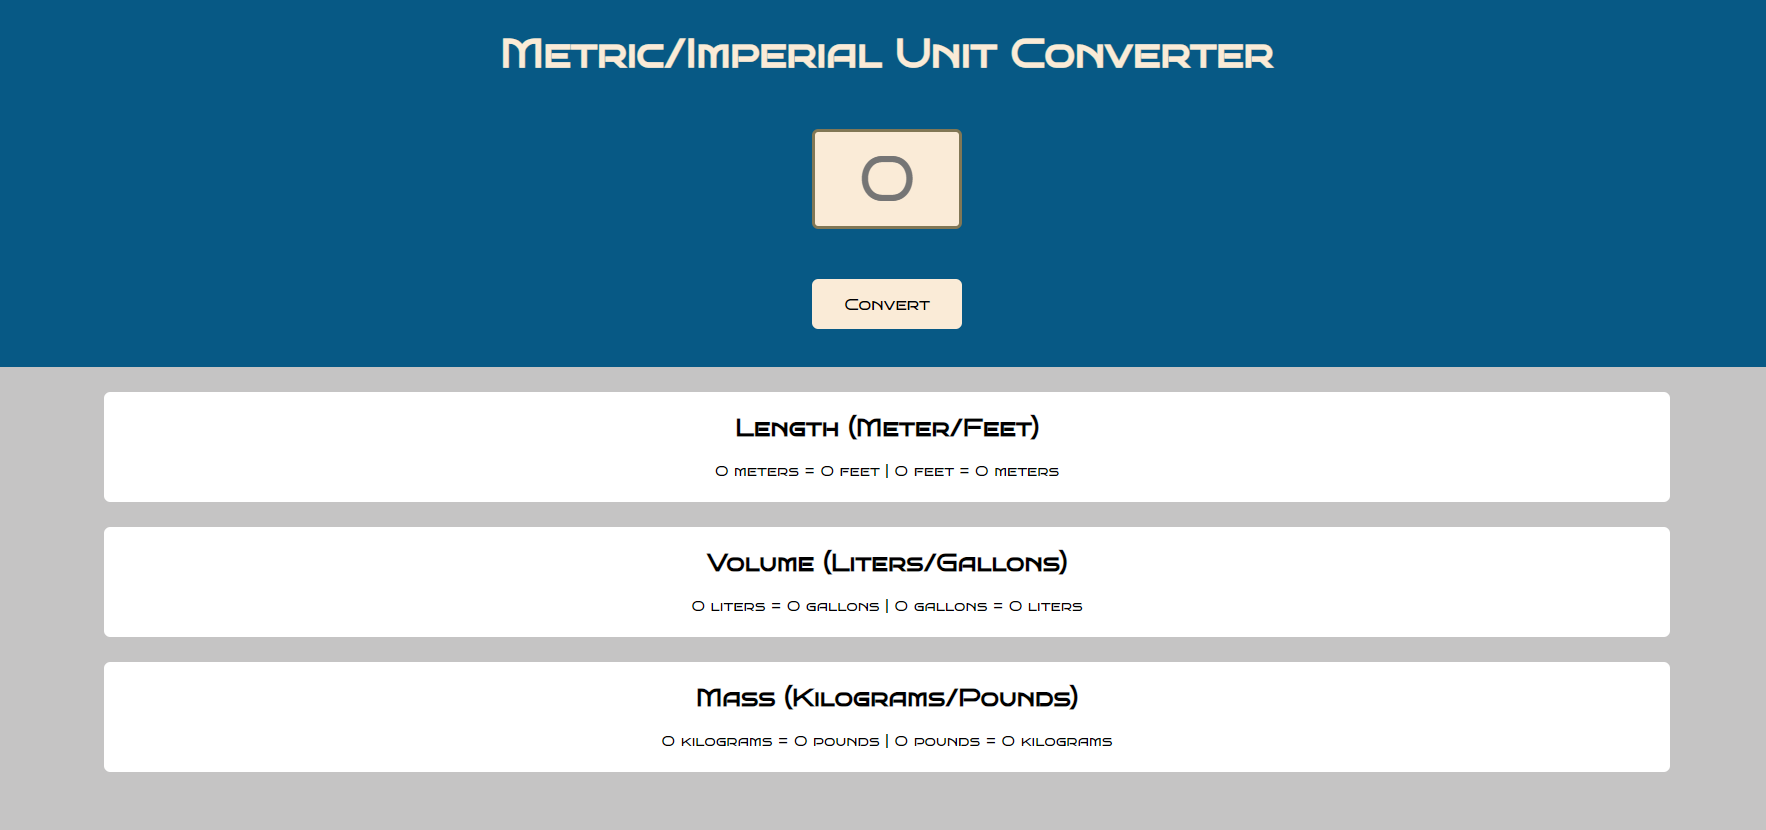 Metric/Imperial Unit Converter
0
Convert
Length (Meter/Feet)
0 meters = 0 feet | 0 feet = 0 meters
Volume (Liters/Gallons)
0 liters = 0 gallons | 0 gallons = 0 liters
Mass (Kilograms/Pounds)
0 kilograms = 0 pounds | 0 pounds = 0 kilograms